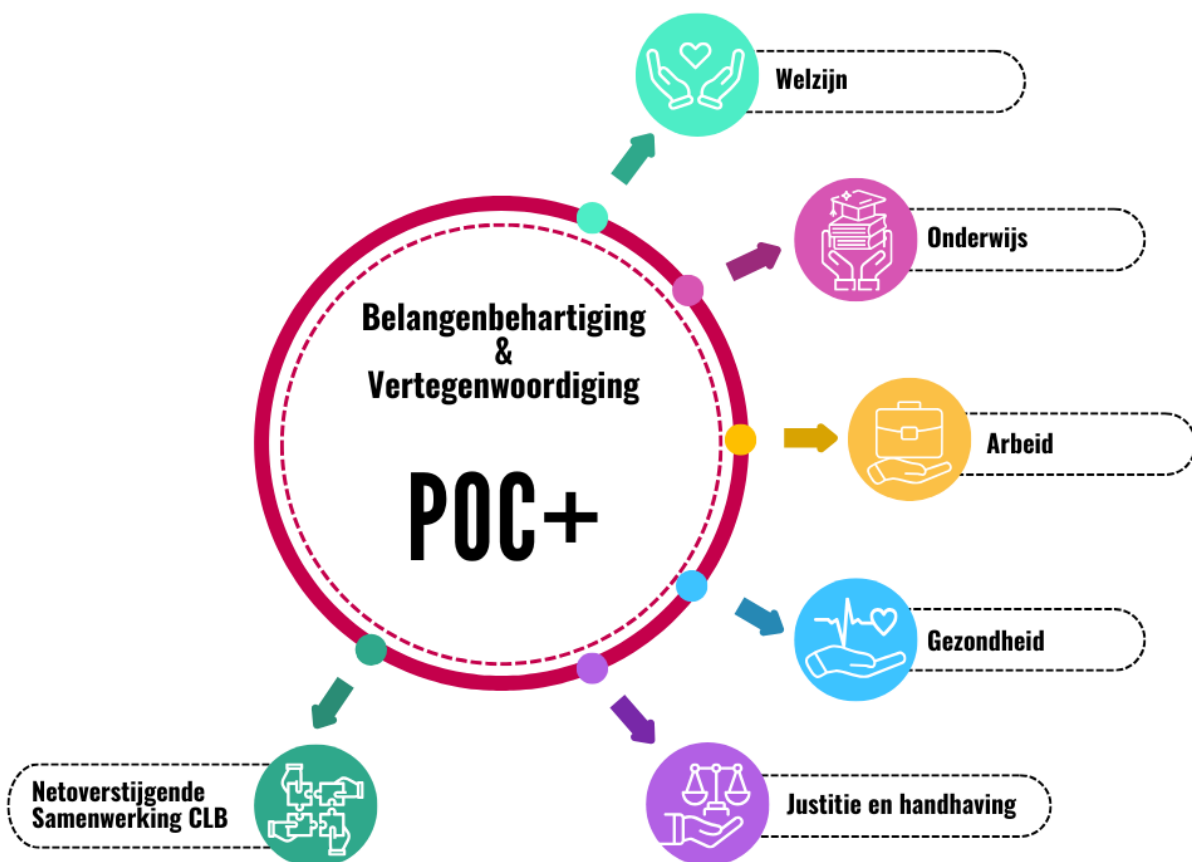 Welzijn
Onderwijs
Belangenbehartiging
&
Vertegenwoordiging
POC+
Arbeid
Gezondheid
Justitie en handhaving
Netoverstijgende
Samenwerking CLB